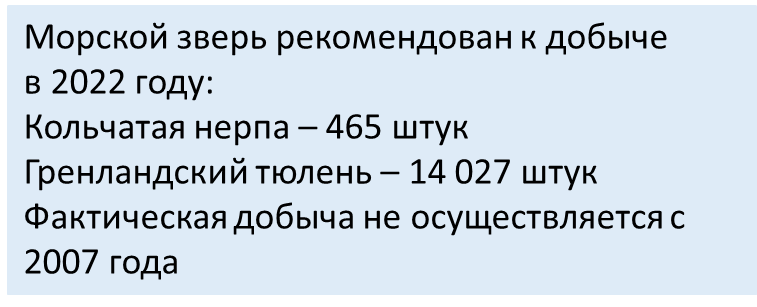 Морской зверь рекомендован к добыче
в 2022 году:
Кольчатая нерпа – 465 штук
Гренландский тюлень – 14 027 штук
Фактическая добыча не осуществляется с
2007 года